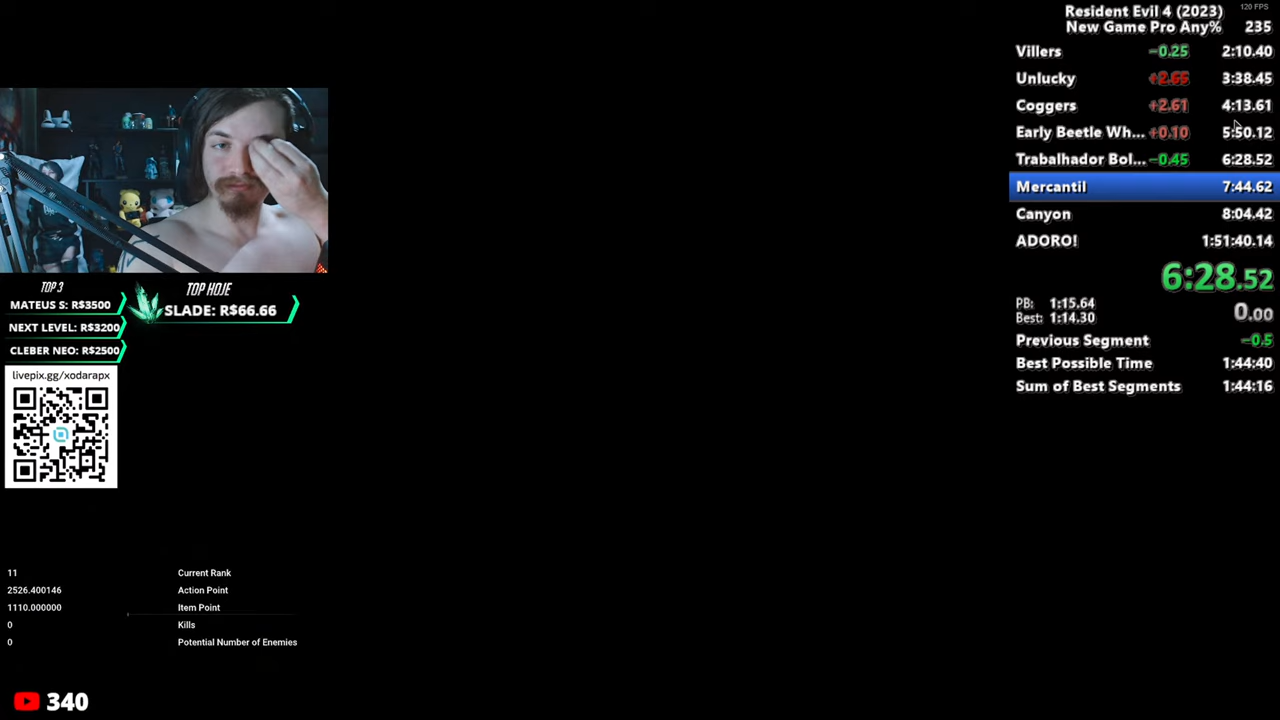 120 FPS
Resident Evil 4 (2023)
New Game Pro Any% 235
Villers −0.25 2:10.40
Unlucky +2.66 3:38.45
Coggers +2.61 4:13.61
Early Beetle Wh... +0.10 5:50.12
Trabalhador Bol... −0.45 6:28.52
Mercantil 7:44.62
Canyon 8:04.42
ADORO! 1:51:40.14
6:28.52
PB: 1:15.64
Best: 1:14.30
0.00
Previous Segment −0.5
Best Possible Time 1:44:40
Sum of Best Segments 1:44:16
TOP 3
MATEUS S: R$3500
NEXT LEVEL: R$3200
CLEBER NEO: R$2500
TOP HOJE
SLADE: R$66.66
livepix.gg/xodarapx
11 Current Rank
2526.400146 Action Point
1110.000000 Item Point
0 Kills
0 Potential Number of Enemies
340